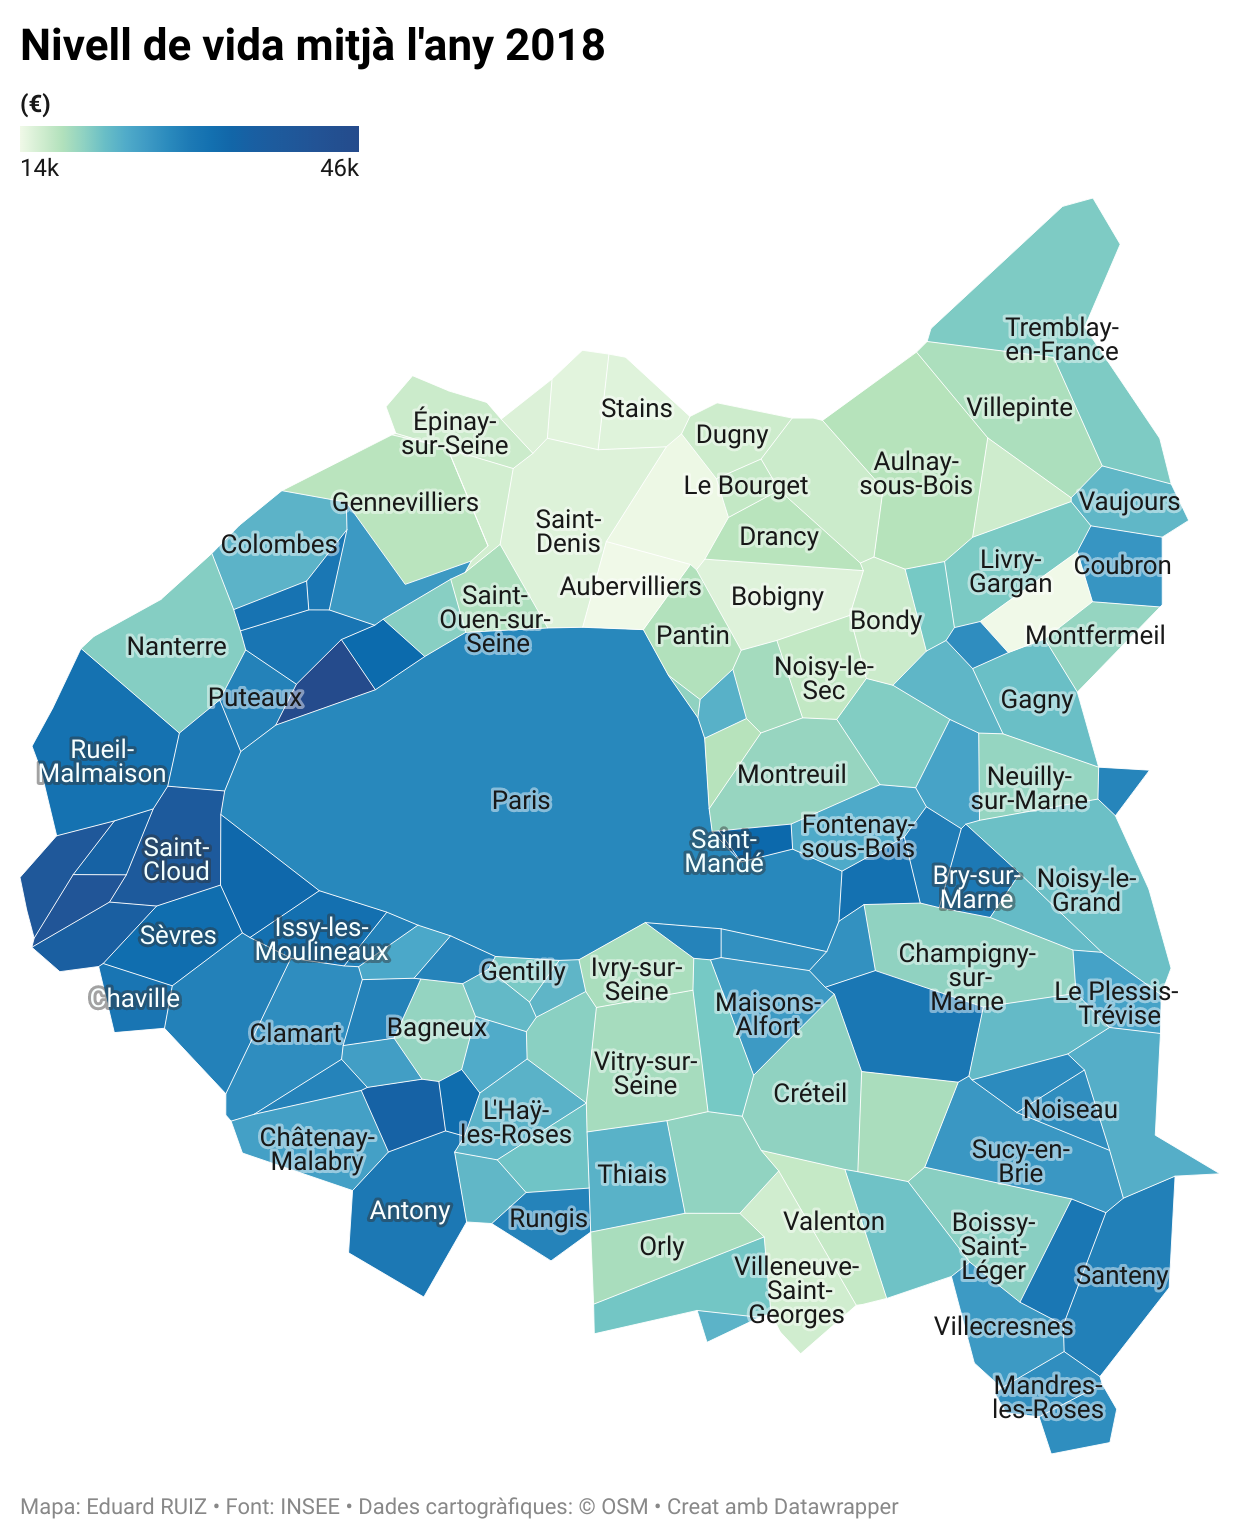 Nivell de vida mitjà l'any 2018
(€)
14k 46k
Tremblay-
en-France
Villepinte
Stains
Épinay-
sur-Seine
Dugny
Aulnay-
sous-Bois
Le Bourget
Vaujours
Gennevilliers
Saint-
Denis
Drancy
Colombes
Livry-
Gargan
Coubron
Aubervilliers
Bobigny
Saint-
Ouen-sur-
Seine
Bondy
Pantin
Montfermeil
Nanterre
Noisy-le-
Sec
Puteaux
Gagny
Rueil-
Malmaison
Montreuil
Neuilly-
sur-Marne
Paris
Saint-
Cloud
Saint-
Mandé
Fontenay-
sous-Bois
Bry-sur-
Marne
Noisy-le-
Grand
Sèvres
Issy-les-
Moulineaux
Champigny-
sur-
Marne
Gentilly
Ivry-sur-
Seine
Chaville
Maisons-
Alfort
Le Plessis-
Trévise
Clamart
Bagneux
Vitry-sur-
Seine
Créteil
L'Haÿ-
les-Roses
Noiseau
Châtenay-
Malabry
Sucy-en-
Brie
Thiais
Antony
Rungis
Valenton
Boissy-
Saint-
Léger
Orly
Villeneuve-
Saint-
Georges
Santeny
Villecresnes
Mandres-
les-Roses
Mapa: Eduard RUIZ • Font: INSEE • Dades cartogràfiques: © OSM • Creat amb Datawrapper